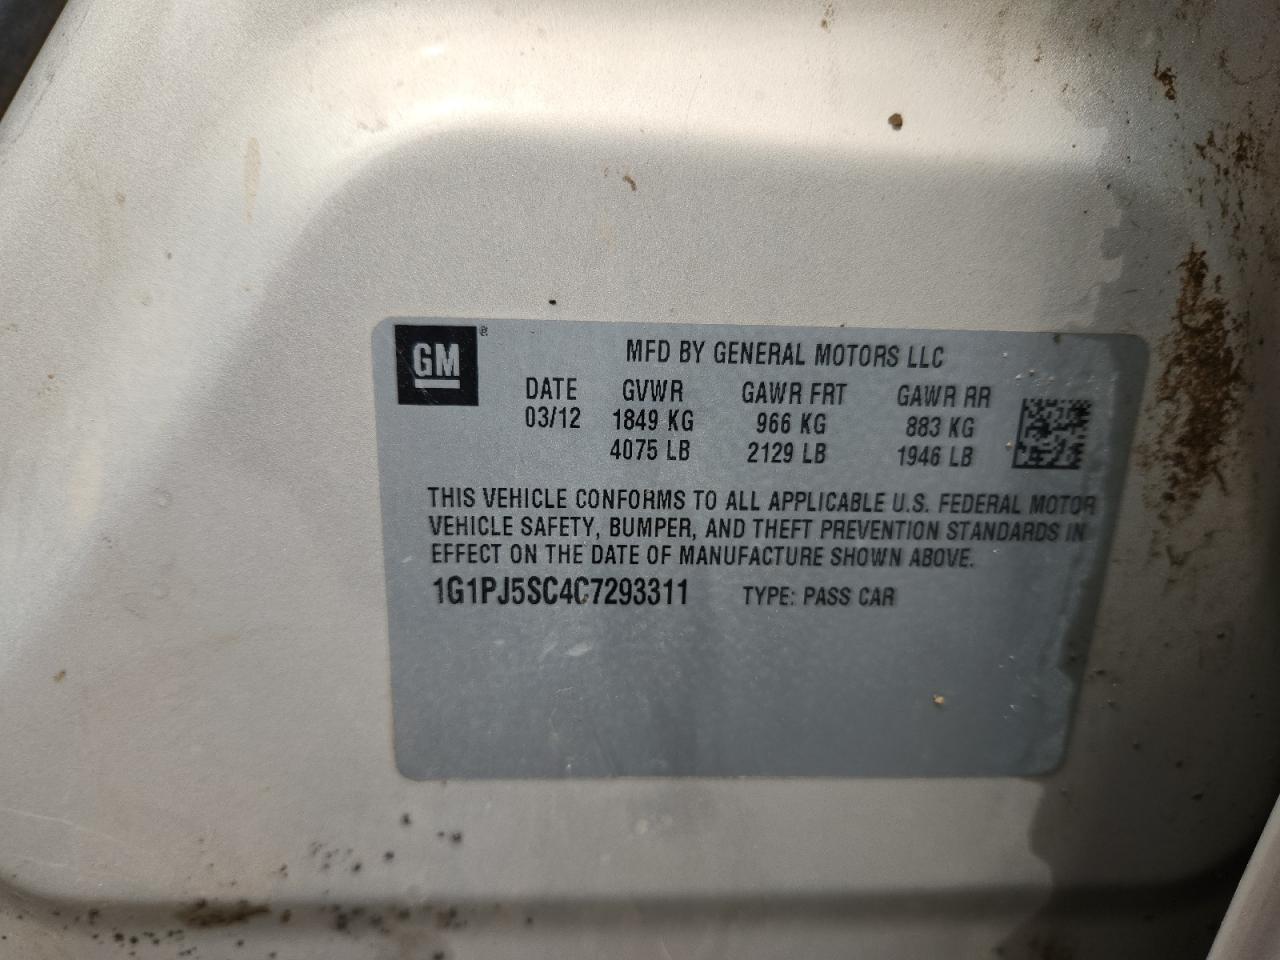 GM ®
MFD BY GENERAL MOTORS LLC
DATE GVWR GAWR FRT GAWR RR
03/12 1849 KG 966 KG 883 KG
4075 LB 2129 LB 1946 LB
THIS VEHICLE CONFORMS TO ALL APPLICABLE U.S. FEDERAL MOTOR
VEHICLE SAFETY, BUMPER, AND THEFT PREVENTION STANDARDS IN
EFFECT ON THE DATE OF MANUFACTURE SHOWN ABOVE.
1G1PJ5SC4C7293311 TYPE: PASS CAR